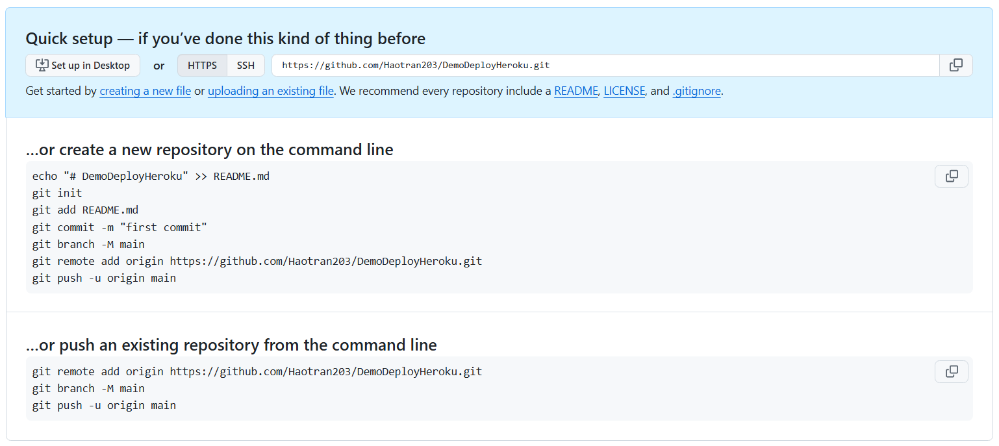 Quick setup — if you’ve done this kind of thing before
Set up in Desktop or HTTPS SSH https://github.com/Haotran203/DemoDeployHeroku.git
Get started by creating a new file or uploading an existing file. We recommend every repository include a README, LICENSE, and .gitignore.
…or create a new repository on the command line
echo "# DemoDeployHeroku" >> README.md
git init
git add README.md
git commit -m "first commit"
git branch -M main
git remote add origin https://github.com/Haotran203/DemoDeployHeroku.git
git push -u origin main
…or push an existing repository from the command line
git remote add origin https://github.com/Haotran203/DemoDeployHeroku.git
git branch -M main
git push -u origin main